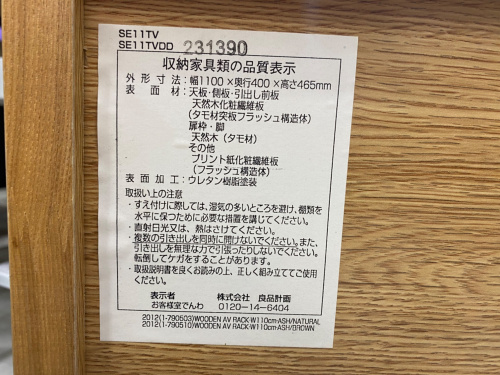 SE11TV
SE11TVDD 231390
収納家具類の品質表示
外形寸法:幅1100×奥行400×高さ465mm
表面材:天板・側板・引出し前板
天然木化粧繊維板
(タモ材突板フラッシュ構造体)
扉枠・脚
天然木(タモ材)
その他
プリント紙化粧繊維板
(フラッシュ構造体)
表面加工:ウレタン樹脂塗装
取扱い上の注意
・すえ付けに際しては、湿気の多いところを避け、棚類を
水平に保つために必要な措置を講じてください。
・直射日光又は、熱はさけてください。
・複数の引き出しを同時に開けないでください。また、
引き出しを無理な力で引張ったりしないでください。
転倒してケガをすることがあります。
・取扱説明書を良くお読みの上、正しく組み立ててご使用
ください。
表示者 株式会社 良品計画
お客様室でんわ 0120-14-6404
2012(1-790503)WOODEN AV RACK・W110cm・ASH/NATURAL
2012(1-790510)WOODEN AV RACK・W110cm・ASH/BROWN